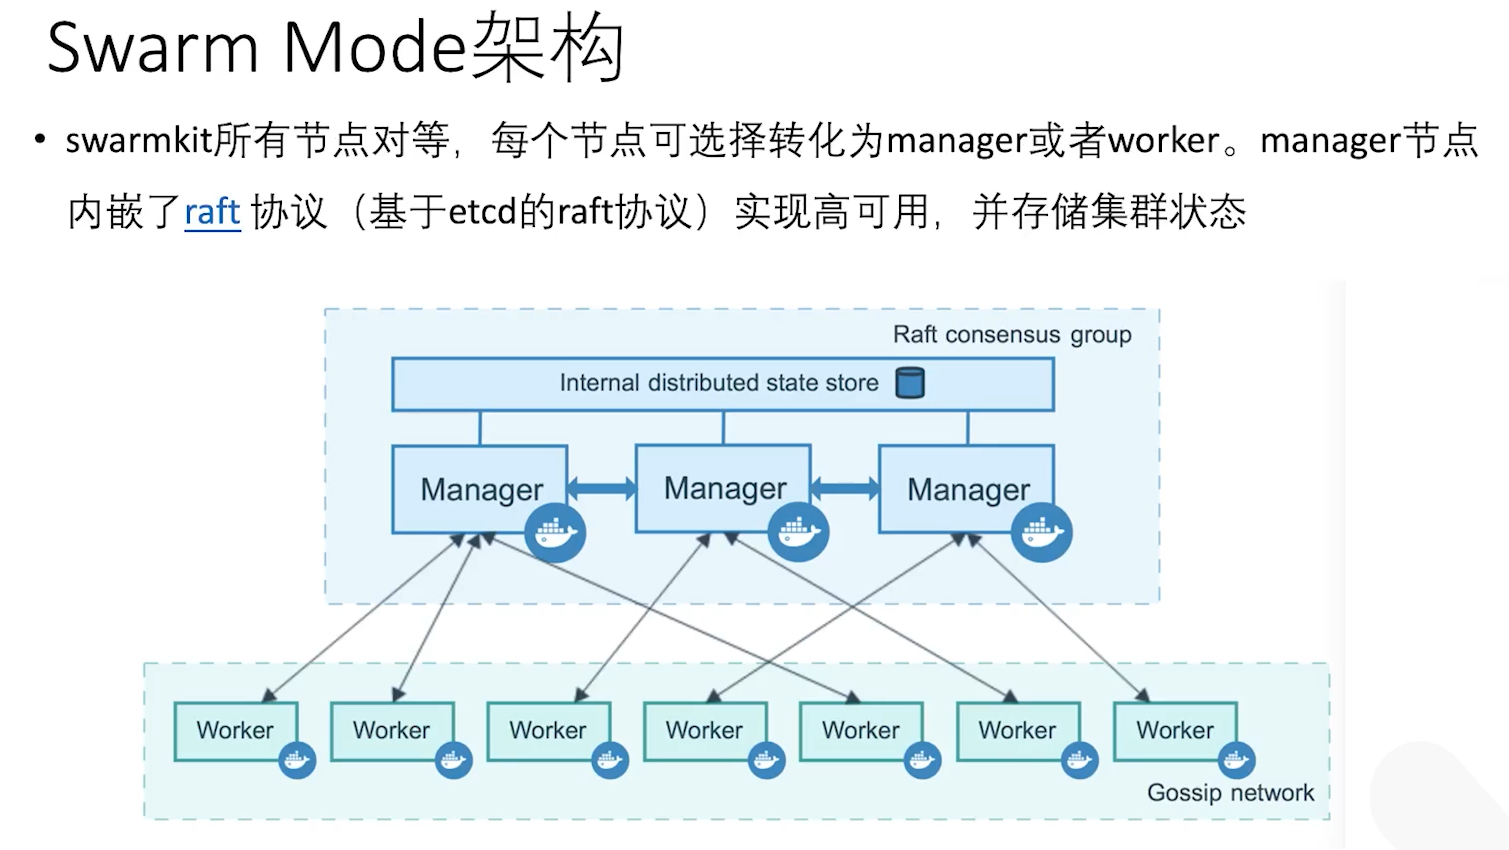 Swarm Mode架构
• swarmkit所有节点对等，每个节点可选择转化为manager或者worker。manager节点
内嵌了raft 协议（基于etcd的raft协议）实现高可用，并存储集群状态
Raft consensus group
Internal distributed state store
Manager Manager Manager
Worker Worker Worker Worker Worker Worker Worker
Gossip network